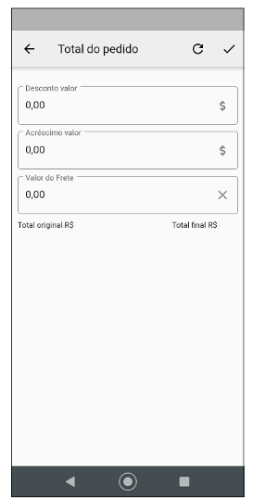 Total do pedido
Desconto valor
0,00 $
Acréscimo valor
0,00 $
Valor do Frete
0,00
Total original R$ Total final R$